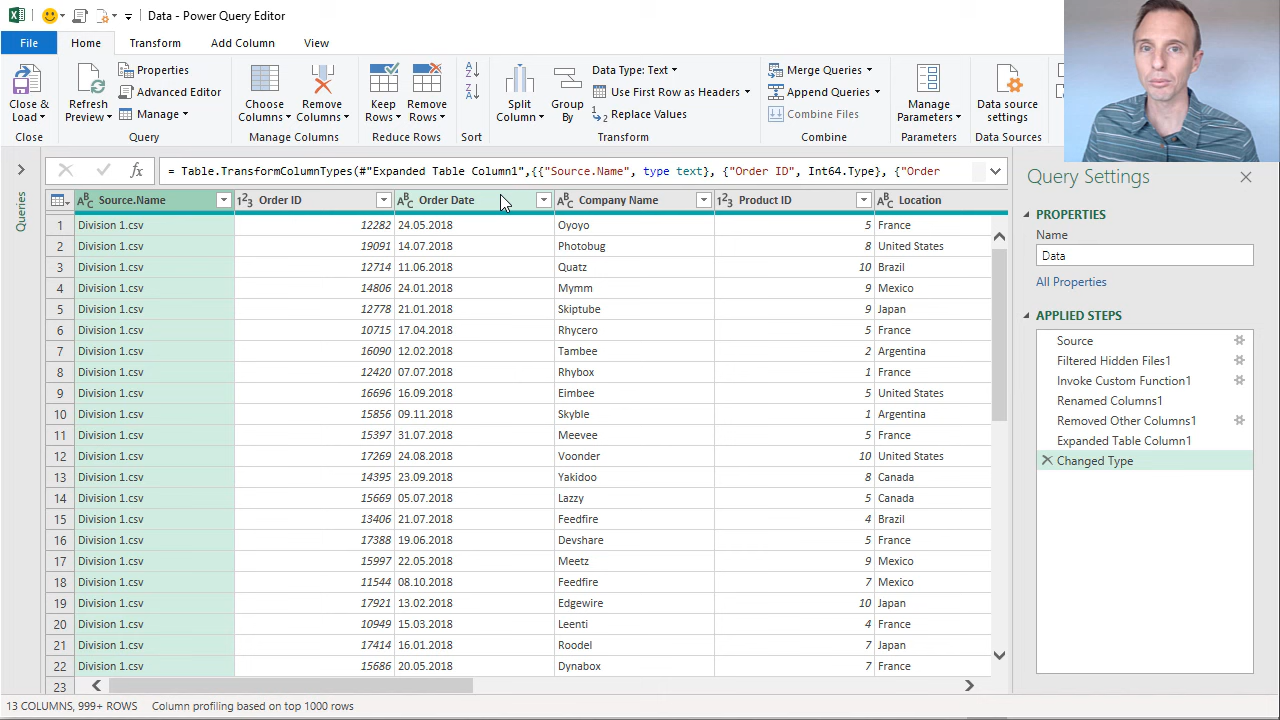 Data - Power Query Editor
File Home Transform Add Column View
Close & Load
Close
Refresh Preview
Properties
Advanced Editor
Manage
Query
Choose Columns
Remove Columns
Manage Columns
Keep Rows
Remove Rows
Reduce Rows
A Z
Z A
Sort
Split Column
Group By
Data Type: Text
Use First Row as Headers
1 2 Replace Values
Transform
Merge Queries
Append Queries
Combine Files
Combine
Manage Parameters
Parameters
Data source settings
Data Sources
fx = Table.TransformColumnTypes(#"Expanded Table Column1",{{"Source.Name", type text}, {"Order ID", Int64.Type}, {"Order
Queries
ABC Source.Name 123 Order ID ABC Order Date ABC Company Name 123 Product ID ABC Location
1 Division 1.csv 12282 24.05.2018 Oyoyo 5 France
2 Division 1.csv 19091 14.07.2018 Photobug 8 United States
3 Division 1.csv 12714 11.06.2018 Quatz 10 Brazil
4 Division 1.csv 14806 24.01.2018 Mymm 9 Mexico
5 Division 1.csv 12778 21.01.2018 Skiptube 9 Japan
6 Division 1.csv 10715 17.04.2018 Rhycero 5 France
7 Division 1.csv 16090 12.02.2018 Tambee 2 Argentina
8 Division 1.csv 12420 07.07.2018 Rhybox 1 France
9 Division 1.csv 16696 16.09.2018 Eimbee 5 United States
10 Division 1.csv 15856 09.11.2018 Skyble 1 Argentina
11 Division 1.csv 15397 31.07.2018 Meevee 5 France
12 Division 1.csv 17269 24.08.2018 Voonder 10 United States
13 Division 1.csv 14395 23.09.2018 Yakidoo 8 Canada
14 Division 1.csv 15669 05.07.2018 Lazzy 5 Canada
15 Division 1.csv 13406 21.07.2018 Feedfire 4 Brazil
16 Division 1.csv 17388 19.06.2018 Devshare 5 France
17 Division 1.csv 15997 22.05.2018 Meetz 9 Mexico
18 Division 1.csv 11544 08.10.2018 Feedfire 7 Mexico
19 Division 1.csv 17921 13.02.2018 Edgewire 10 Japan
20 Division 1.csv 10949 15.03.2018 Leenti 4 France
21 Division 1.csv 17414 16.01.2018 Roodel 7 Japan
22 Division 1.csv 15686 20.05.2018 Dynabox 7 France
23
Query Settings
PROPERTIES
Name
Data
All Properties
APPLIED STEPS
Source
Filtered Hidden Files1
Invoke Custom Function1
Renamed Columns1
Removed Other Columns1
Expanded Table Column1
Changed Type
13 COLUMNS, 999+ ROWS Column profiling based on top 1000 rows